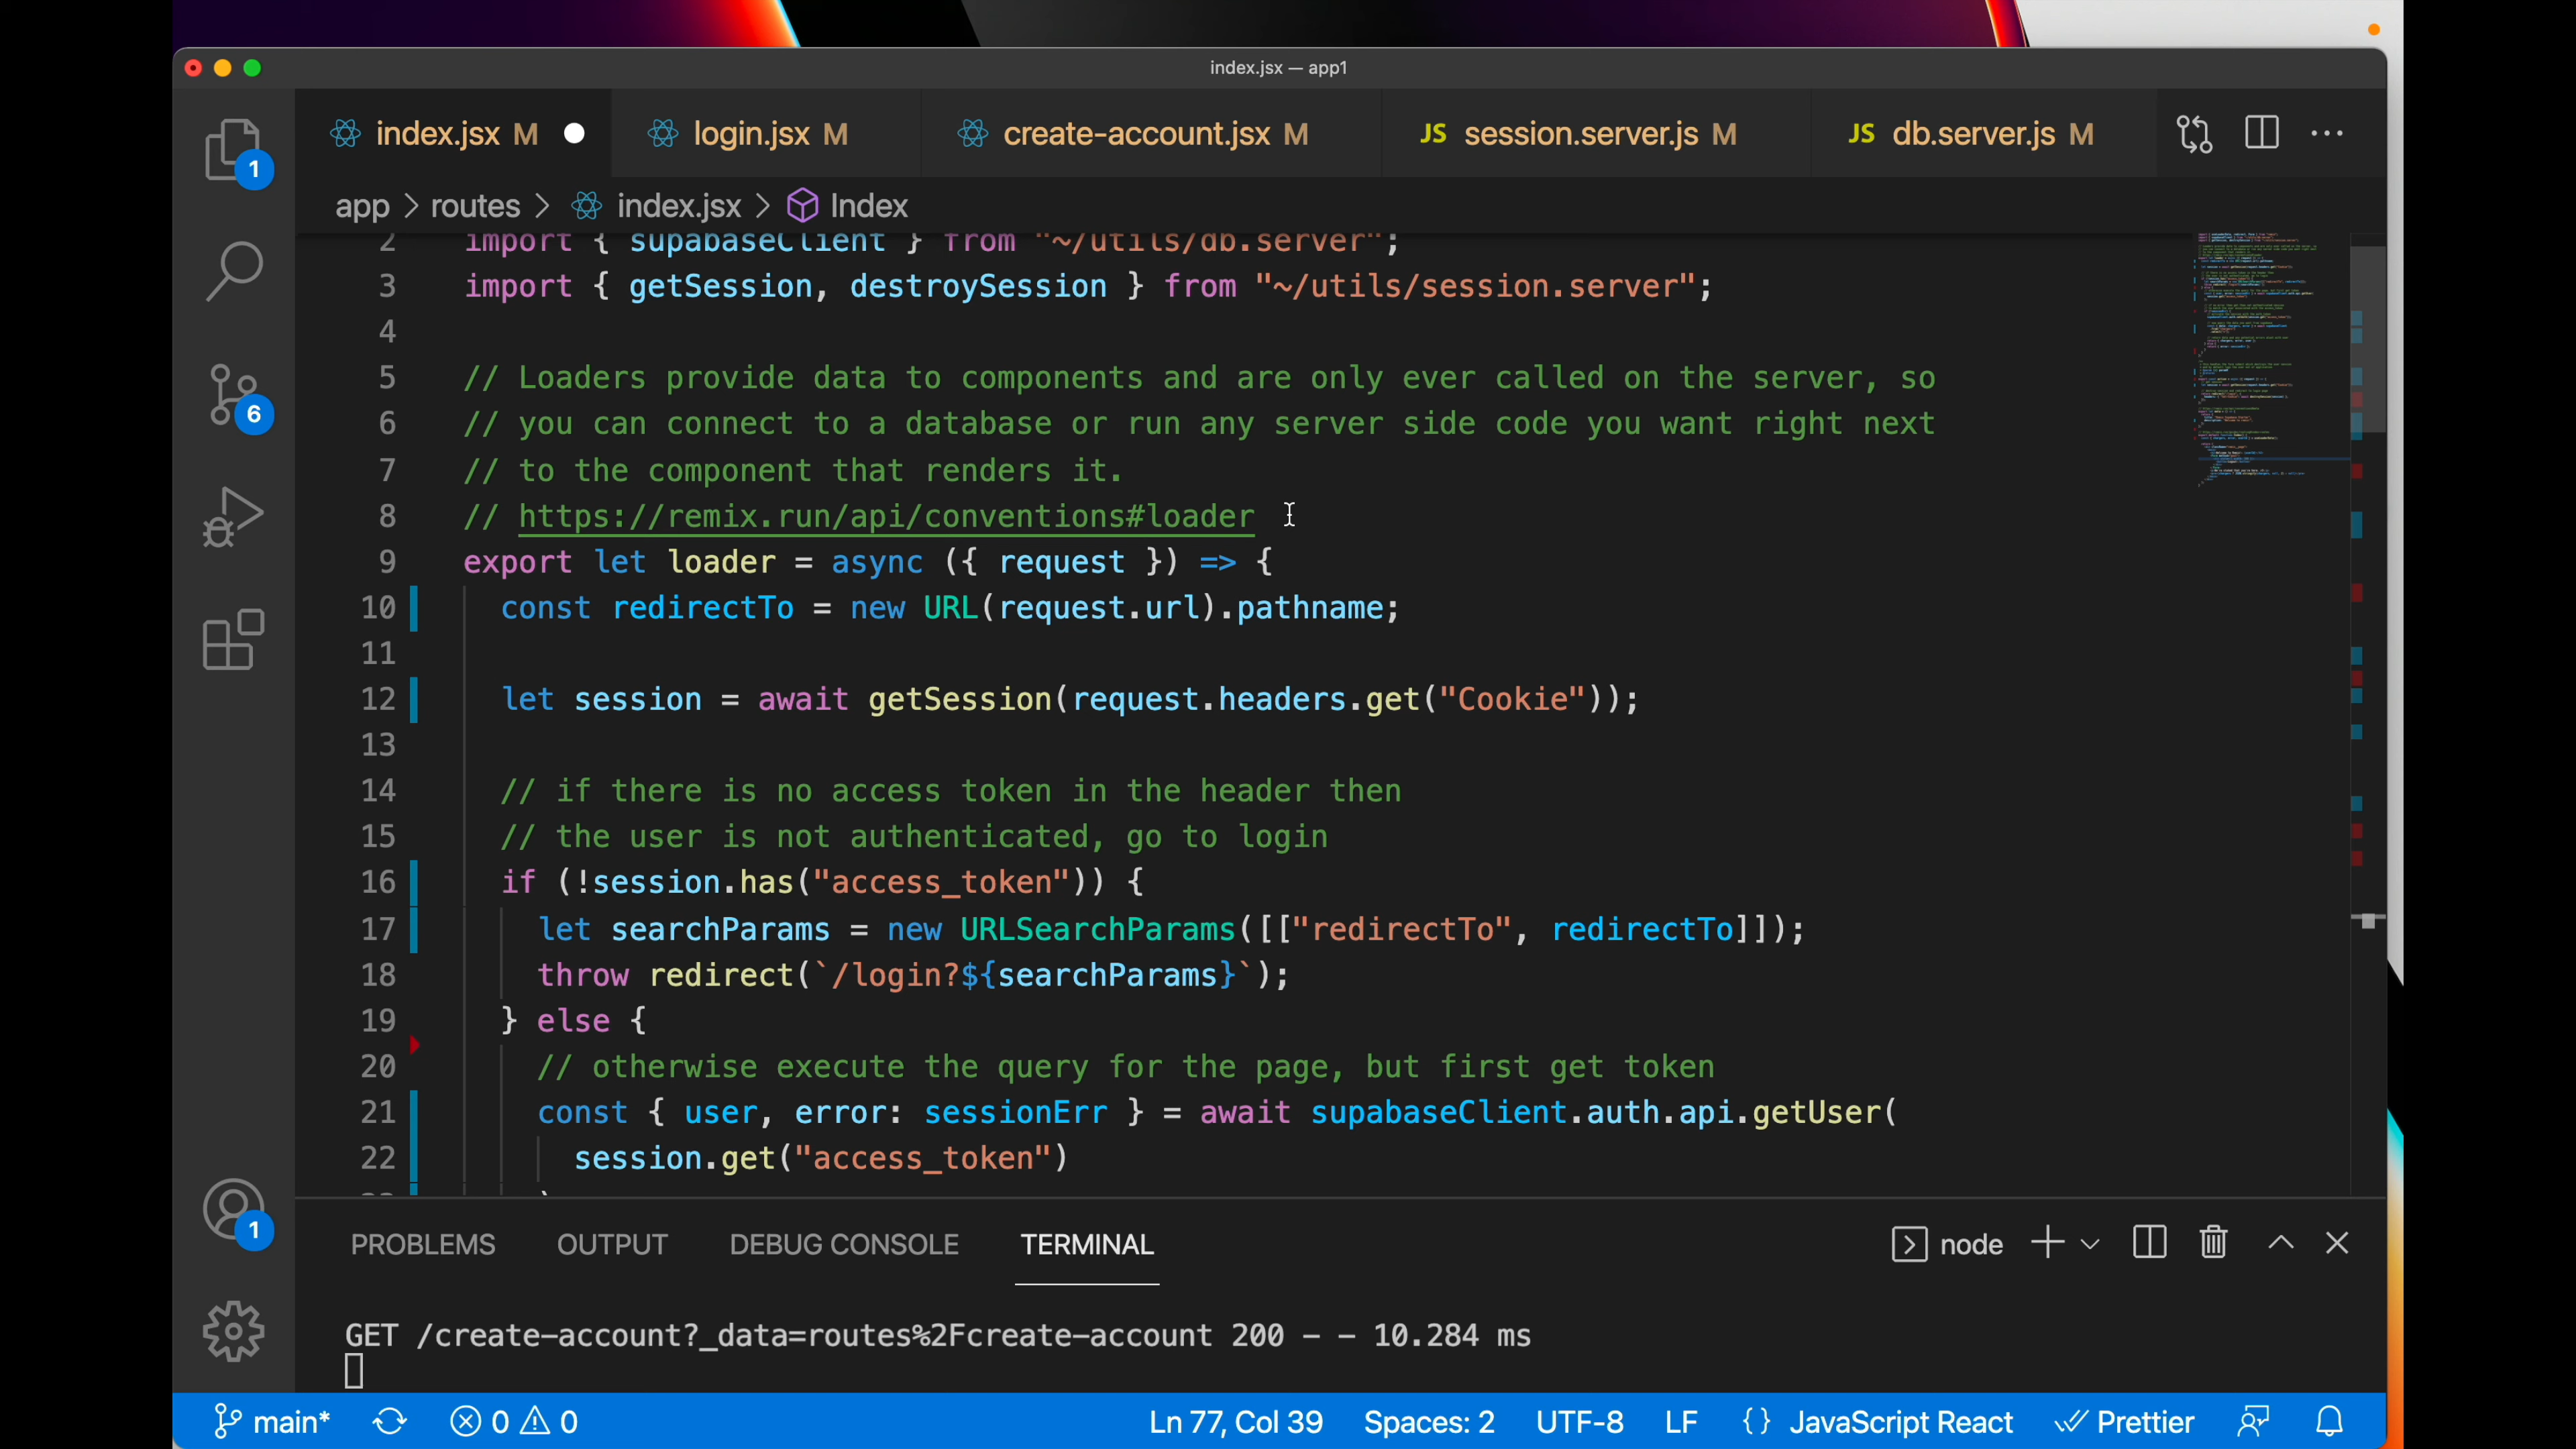 index.jsx — app1
index.jsx M
login.jsx M
create-account.jsx M
JS session.server.js M
JS db.server.js M
1
app > routes > index.jsx > Index
2 import { supabaseClient } from "~/utils/db.server";
3 import { getSession, destroySession } from "~/utils/session.server";
4
5 // Loaders provide data to components and are only ever called on the server, so
6 // you can connect to a database or run any server side code you want right next
7 // to the component that renders it.
8 // https://remix.run/api/conventions#loader
9 export let loader = async ({ request }) => {
10 const redirectTo = new URL(request.url).pathname;
11
12 let session = await getSession(request.headers.get("Cookie"));
13
14 // if there is no access token in the header then
15 // the user is not authenticated, go to login
16 if (!session.has("access_token")) {
17 let searchParams = new URLSearchParams([["redirectTo", redirectTo]]);
18 throw redirect(`/login?${searchParams}`);
19 } else {
20 // otherwise execute the query for the page, but first get token
21 const { user, error: sessionErr } = await supabaseClient.auth.api.getUser(
22 session.get("access_token")
6
1
PROBLEMS OUTPUT DEBUG CONSOLE TERMINAL
node
GET /create-account?_data=routes%2Fcreate-account 200 - - 10.284 ms
main* 0 0 Ln 77, Col 39 Spaces: 2 UTF-8 LF {} JavaScript React Prettier